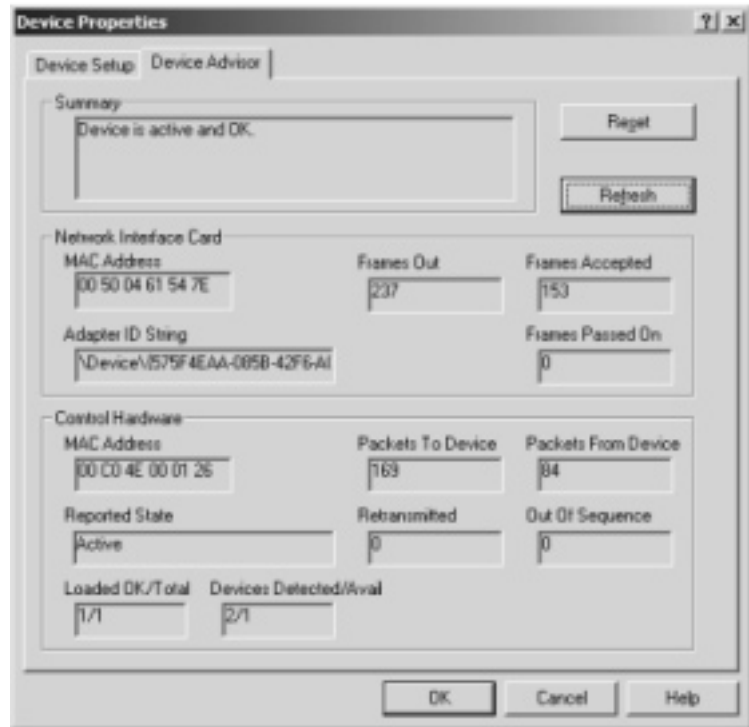 Device Properties
Device Setup Device Advisor
Summary
Device is active and OK.
Reset
Refresh
Network Interface Card
MAC Address Frames Out Frames Accepted
00 50 04 61 54 7E 237 153
Adapter ID String Frames Passed On
\Device\{575F4EAA-085B-42F6-A( 0
Control Hardware
MAC Address Packets To Device Packets From Device
00 C0 4E 00 01 26 169 84
Reported State Retransmitted Out Of Sequence
Active 0 0
Loaded OK/Total Devices Detected/Avail
1/1 2/1
OK Cancel Help